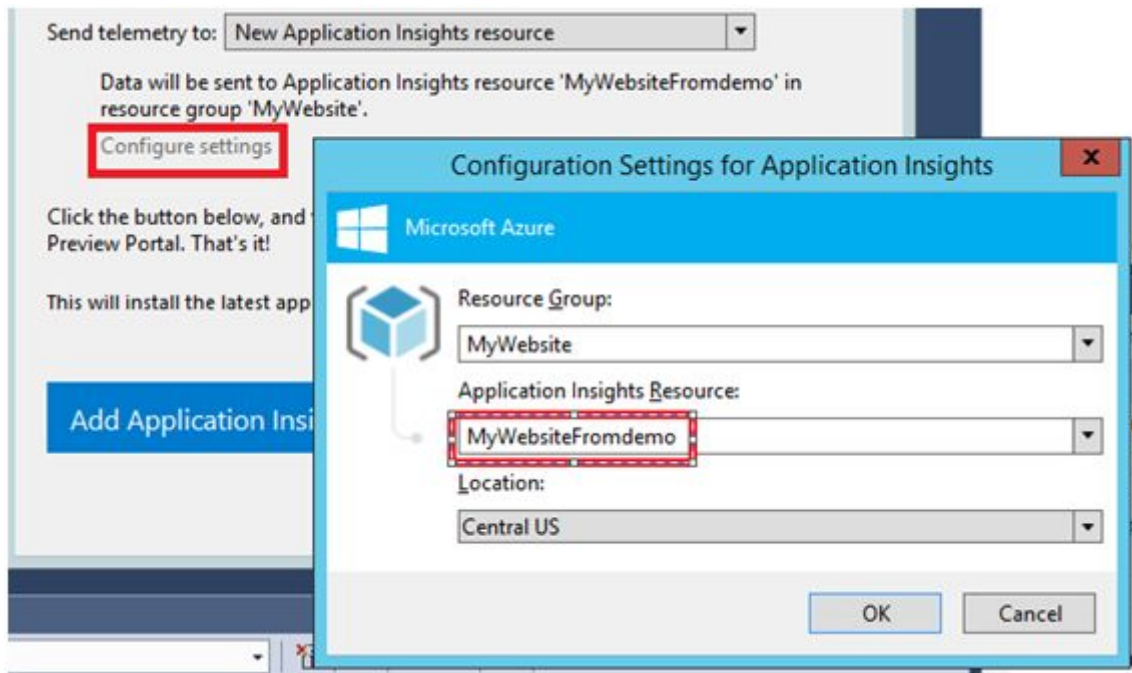 Send telemetry to: New Application Insights resource
Data will be sent to Application Insights resource 'MyWebsiteFromdemo' in
resource group 'MyWebsite'.
Configure settings
Click the button below, and
Preview Portal. That's it!
This will install the latest app
Add Application Insi
Configuration Settings for Application Insights
x
Microsoft Azure
Resource Group:
MyWebsite
Application Insights Resource:
MyWebsiteFromdemo
Location:
Central US
OK Cancel